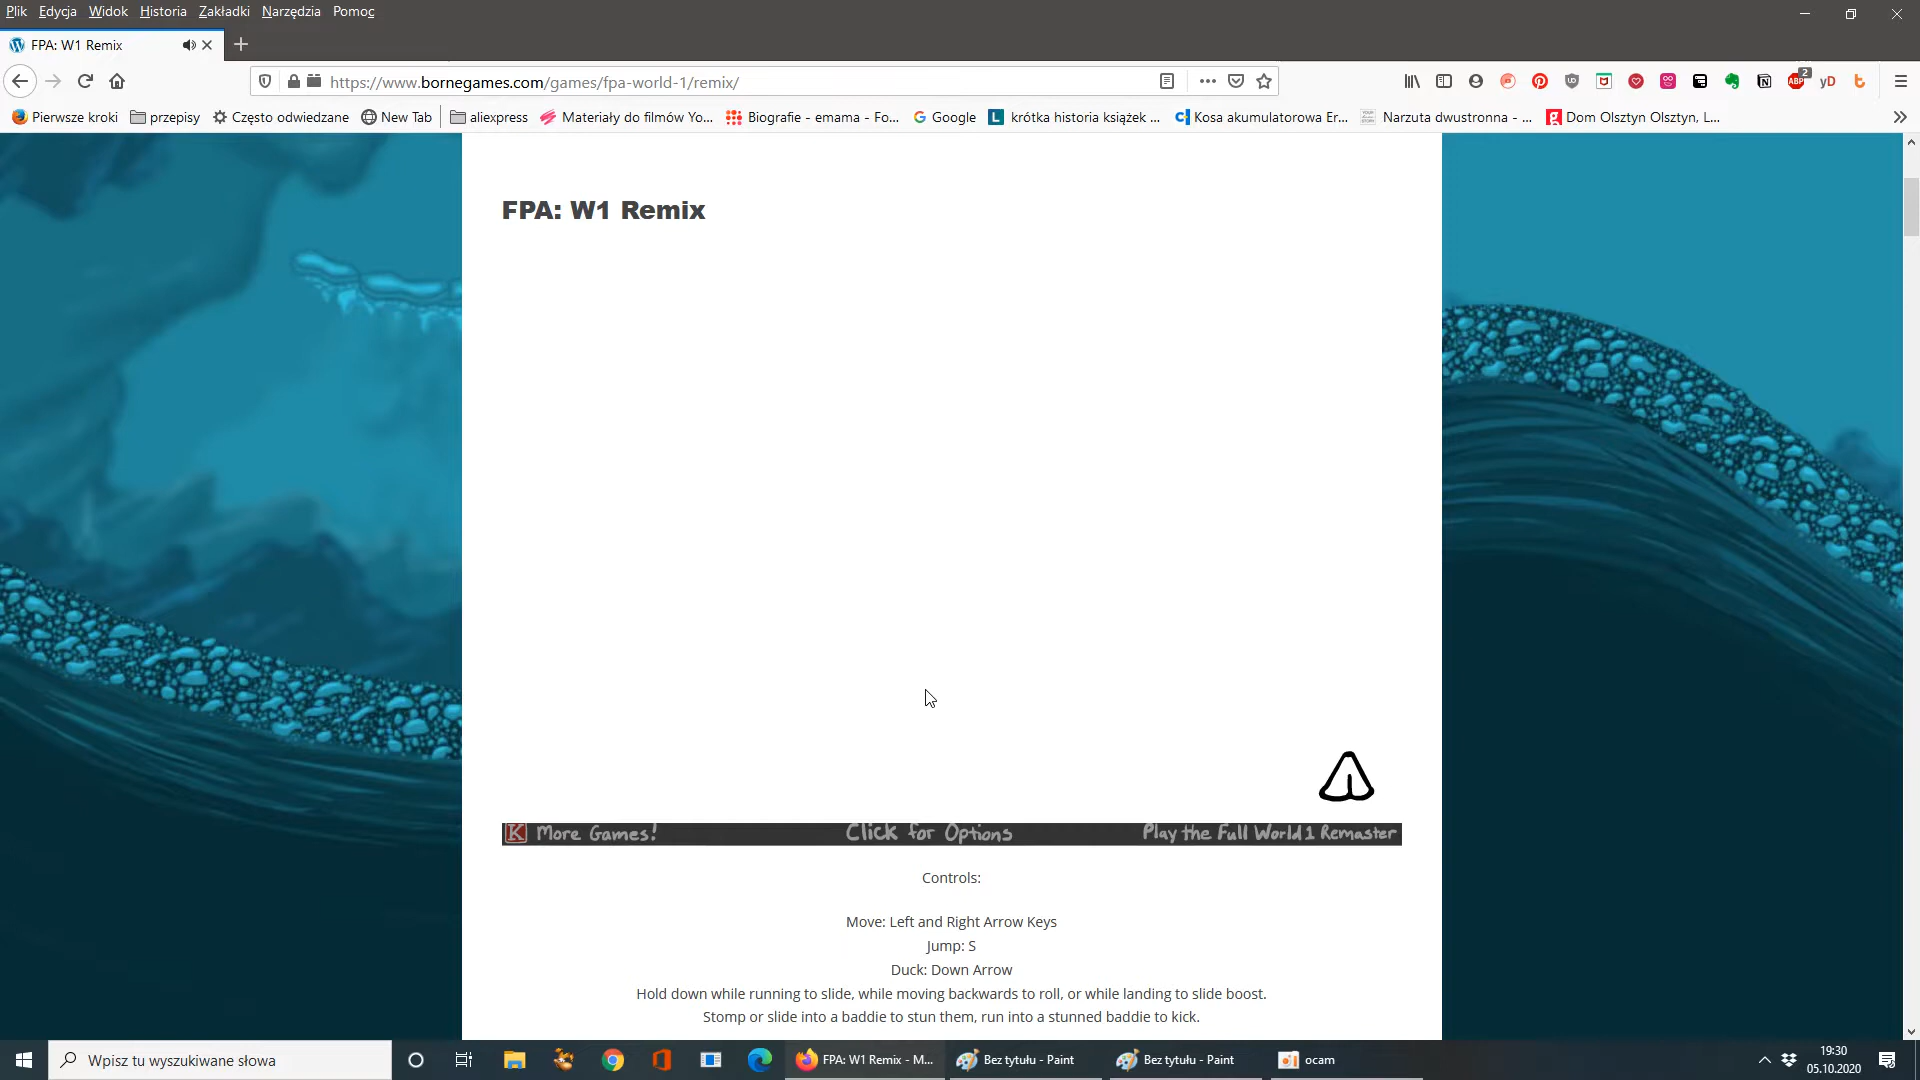 Plik Edycja Widok Historia Zakładki Narzędzia Pomoc
FPA: W1 Remix
https://www.bornegames.com/games/fpa-world-1/remix/
2
ABP
yD
Pierwsze kroki przepisy Często odwiedzane New Tab aliexpress Materiały do filmów Yo... Biografie - emama - Fo... Google L krótka historia książek ... Kosa akumulatorowa Er... Narzuta dwustronna - ... Dom Olsztyn Olsztyn, L...
FPA: W1 Remix
K More Games! Click for Options Play the Full World 1 Remaster
Controls:
Move: Left and Right Arrow Keys
Jump: S
Duck: Down Arrow
Hold down while running to slide, while moving backwards to roll, or while landing to slide boost.
Stomp or slide into a baddie to stun them, run into a stunned baddie to kick.
Wpisz tu wyszukiwane słowa
FPA: W1 Remix - M...
Bez tytułu - Paint
Bez tytułu - Paint
ocam
19:30
05.10.2020